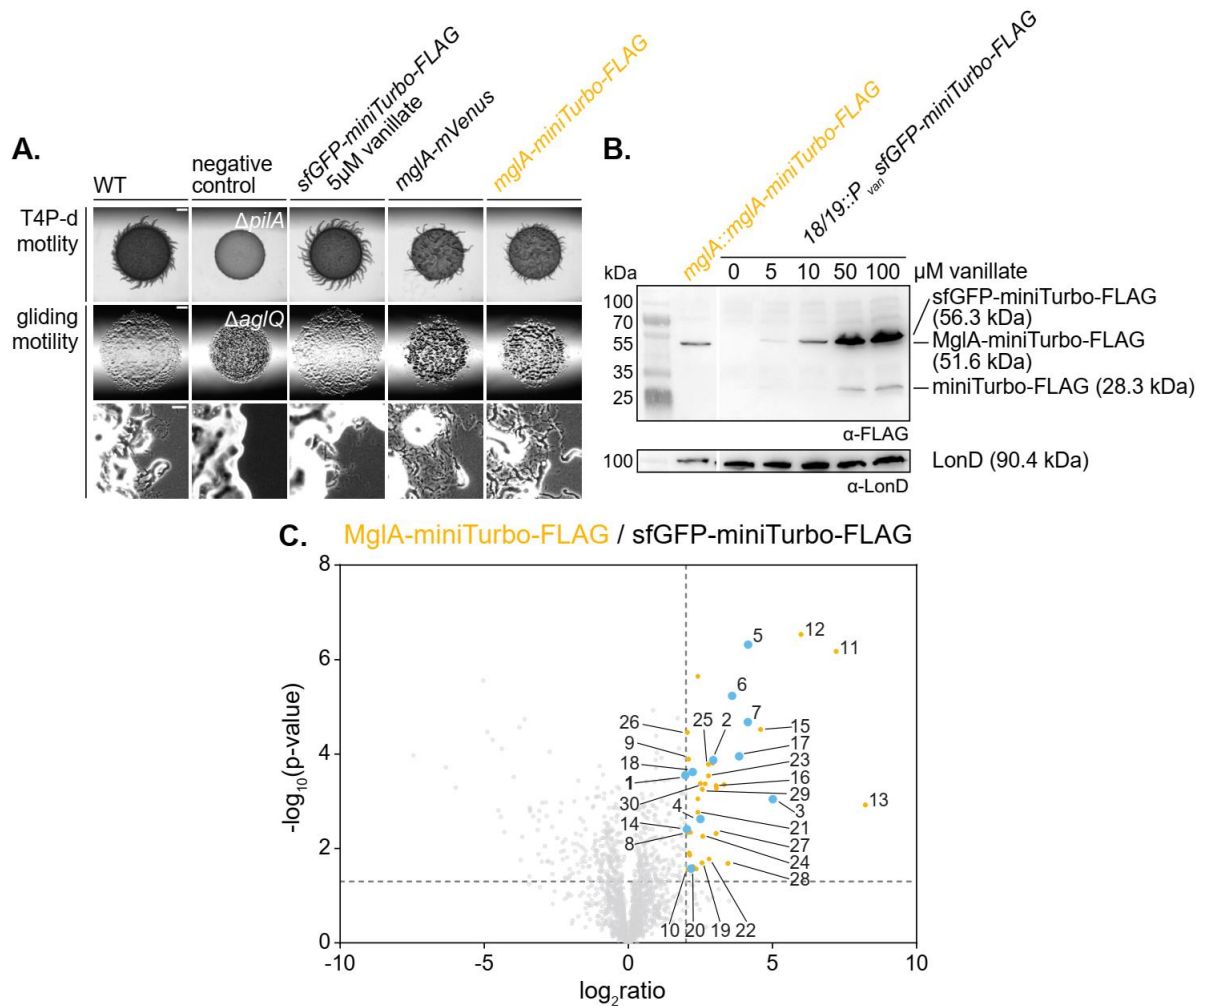 A.
WT
negative
control
sfGFP-miniTurbo-FLAG
5µM vanillate
mglA-mVenus
mglA-miniTurbo-FLAG
T4P-d
motlity
ΔpilA
gliding
motility
ΔaglQ
B.
mglA::mglA-miniTurbo-FLAG
18/19::Pvan sfGFP-miniTurbo-FLAG
kDa
0 5 10 50 100 µM vanillate
100
70
55
35
25
sfGFP-miniTurbo-FLAG
(56.3 kDa)
MglA-miniTurbo-FLAG
(51.6 kDa)
miniTurbo-FLAG (28.3 kDa)
α-FLAG
100
LonD (90.4 kDa)
α-LonD
C.
MglA-miniTurbo-FLAG / sfGFP-miniTurbo-FLAG
-log10(p-value)
8
6
4
2
0
5
12
11
6
7
26
25
2
15
9
17
18
23
1
16
30
29
4
3
13
14
21
8
27
24
28
10
20
19
22
-10
-5
0
5
10
log2ratio